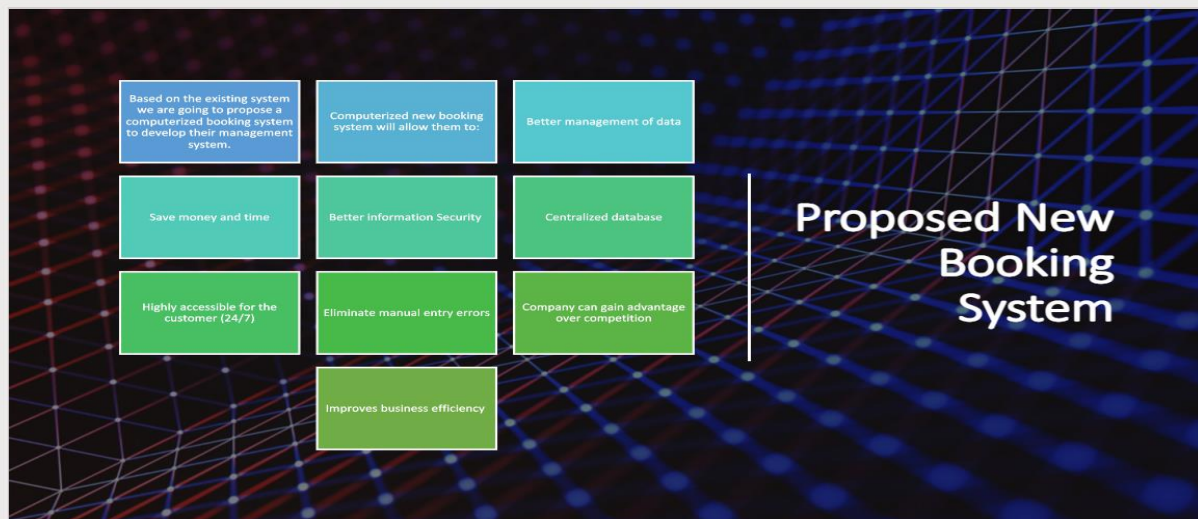 Based on the existing system
we are going to propose a
computerized booking system
to develop their management
system.
Computerized new booking
system will allow them to:
Better management of data
Save money and time
Better Information Security
Centralized database
Highly accessible for the
customer (24/7)
Eliminate manual entry errors
Company can gain advantage
over competition
Improves business efficiency
Proposed New
Booking
System